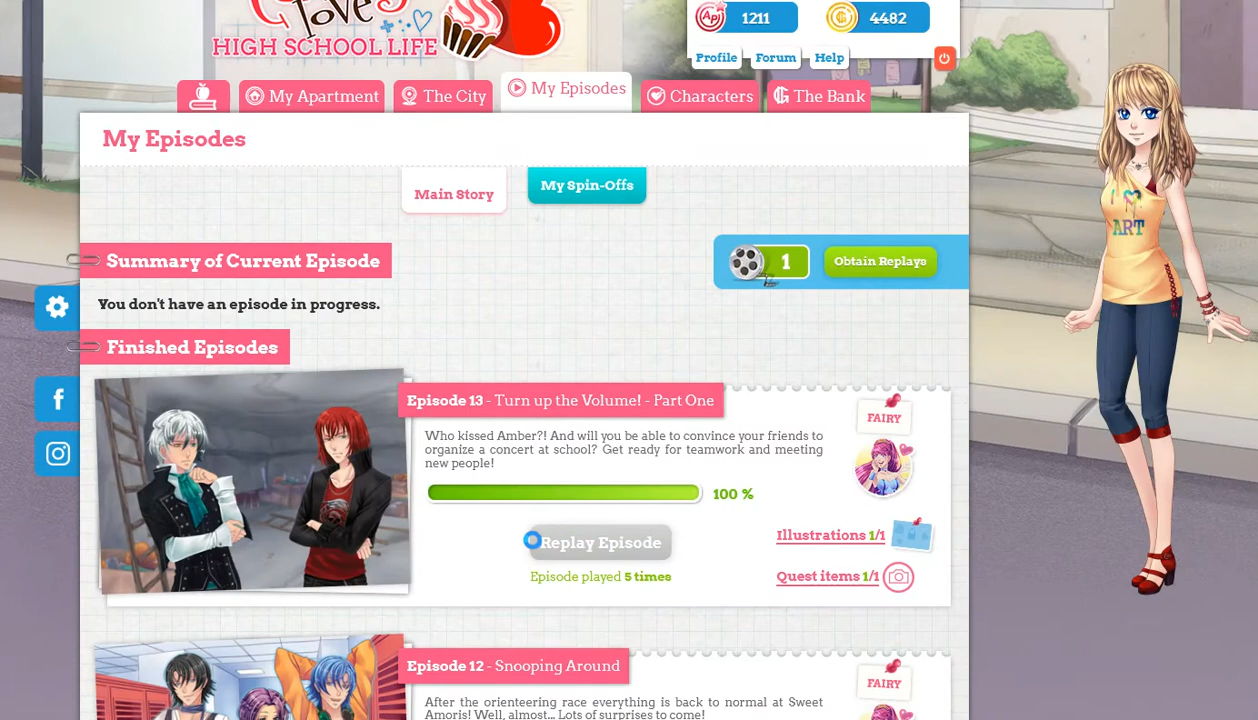 Love
HIGH SCHOOL LIFE
Ap 1211 4482
Profile Forum Help
My Apartment The City My Episodes Characters The Bank
My Episodes
Main Story My Spin-Offs
Summary of Current Episode
1 Obtain Replays
You don't have an episode in progress.
Finished Episodes
Episode 13 - Turn up the Volume! - Part One
FAIRY
Who kissed Amber?! And will you be able to convince your friends to
organize a concert at school? Get ready for teamwork and meeting
new people!
100 %
Replay Episode
Episode played 5 times
Illustrations 1/1
Quest items 1/1
I ART
Episode 12 - Snooping Around
FAIRY
After the orienteering race everything is back to normal at Sweet
Amoris! Well, almost... Lots of surprises to come!